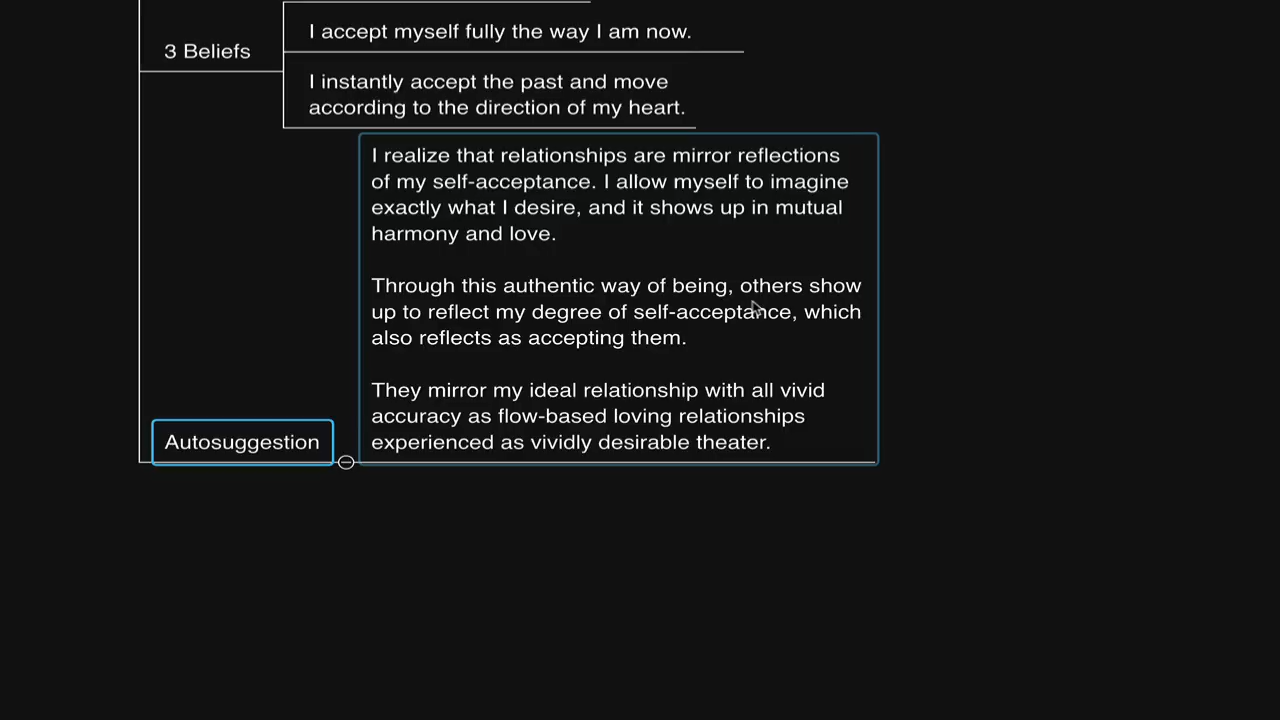 I accept myself fully the way I am now.
3 Beliefs
I instantly accept the past and move
according to the direction of my heart.
I realize that relationships are mirror reflections
of my self-acceptance. I allow myself to imagine
exactly what I desire, and it shows up in mutual
harmony and love.
Through this authentic way of being, others show
up to reflect my degree of self-acceptance, which
also reflects as accepting them.
They mirror my ideal relationship with all vivid
accuracy as flow-based loving relationships
experienced as vividly desirable theater.
Autosuggestion